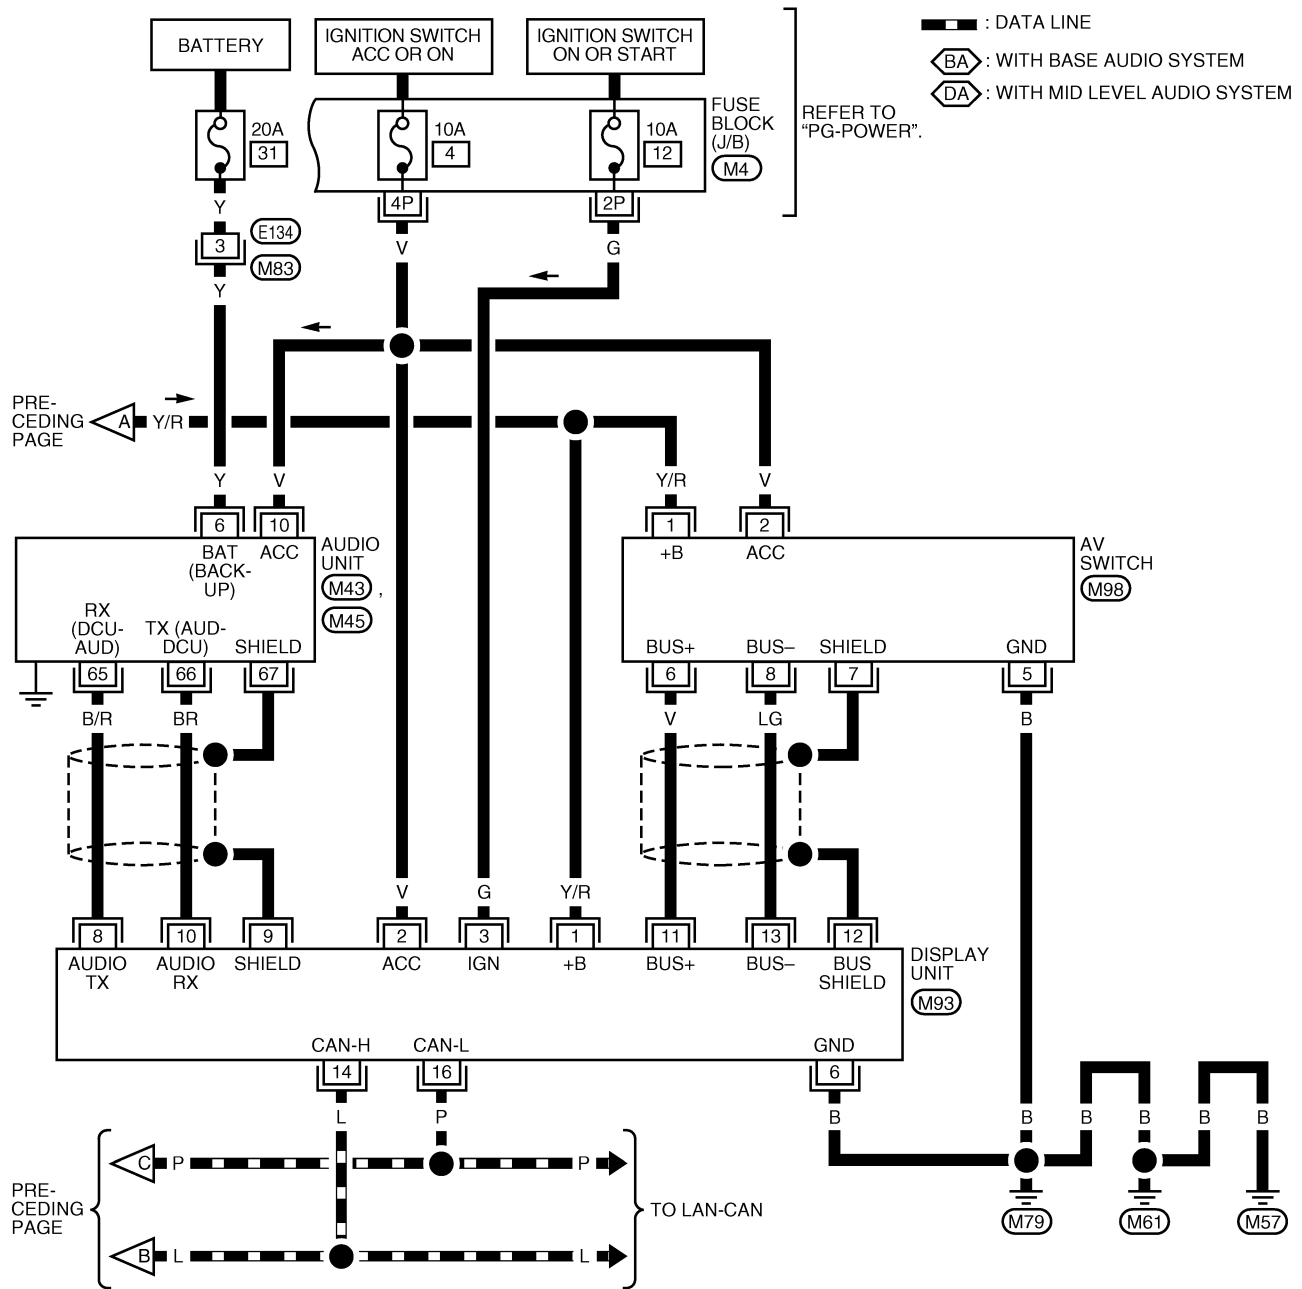 : DATA LINE
BA : WITH BASE AUDIO SYSTEM
DA : WITH MID LEVEL AUDIO SYSTEM
BATTERY
IGNITION SWITCH
ACC OR ON
IGNITION SWITCH
ON OR START
20A
31
10A
4
10A
12
FUSE
BLOCK
(J/B)
M4
REFER TO
“PG-POWER”.
4P
2P
Y
3
E134
M83
Y
V
G
PRE-
CEDING
PAGE
A
Y/R
Y
V
Y/R
V
6
10
1
2
BAT
(BACK-
UP)
ACC
AUDIO
UNIT
M43 ,
M45
+B
ACC
AV
SWITCH
M98
RX
(DCU-
AUD)
TX (AUD-
DCU)
SHIELD
BUS+
BUS–
SHIELD
GND
65
66
67
6
8
7
5
B/R
BR
V
LG
B
V
G
Y/R
8
10
9
2
3
1
11
13
12
AUDIO
TX
AUDIO
RX
SHIELD
ACC
IGN
+B
BUS+
BUS–
BUS
SHIELD
DISPLAY
UNIT
M93
CAN-H
CAN-L
GND
14
16
6
L
P
B
B
B
B
B
B
PRE-
CEDING
PAGE
C
P
P
B
L
L
TO LAN-CAN
M79
M61
M57